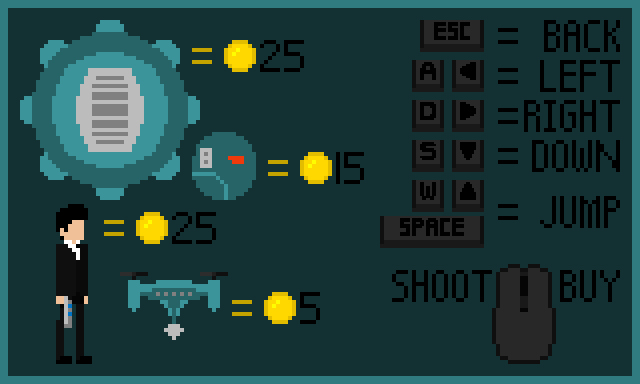 = 25
= 15
= 25
= 5
ESC = BACK
A ◀ = LEFT
D ▶ = RIGHT
S ▼ = DOWN
W ▲
SPACE = JUMP
SHOOT BUY